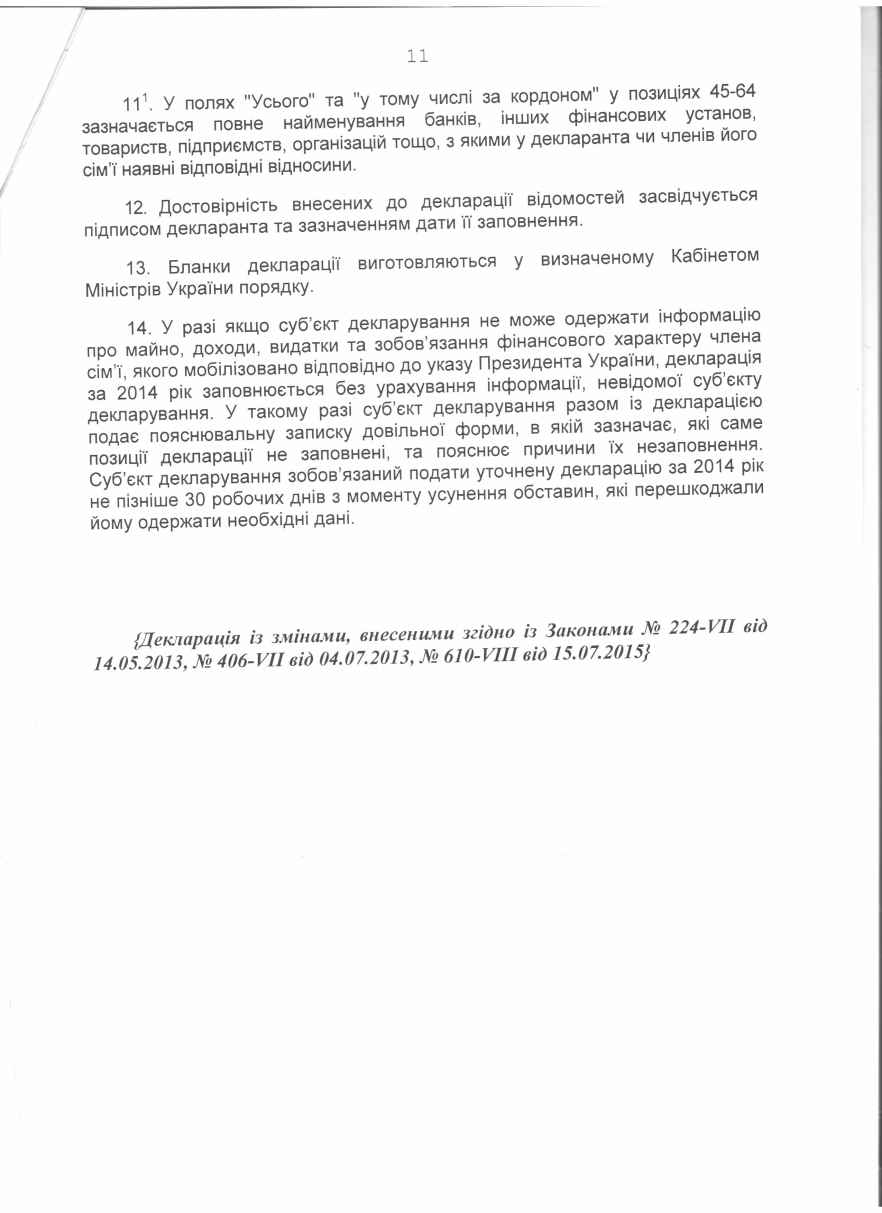 11
11¹. У полях "Усього" та "у тому числі за кордоном" у позиціях 45-64
зазначається повне найменування банків, інших фінансових установ,
товариств, підприємств, організацій тощо, з якими у декларанта чи членів його
сім’ї наявні відповідні відносини.
12. Достовірність внесених до декларації відомостей засвідчується
підписом декларанта та зазначенням дати її заповнення.
13. Бланки декларації виготовляються у визначеному Кабінетом
Міністрів України порядку.
14. У разі якщо суб’єкт декларування не може одержати інформацію
про майно, доходи, видатки та зобов’язання фінансового характеру члена
сім’ї, якого мобілізовано відповідно до указу Президента України, декларація
за 2014 рік заповнюється без урахування інформації, невідомої суб’єкту
декларування. У такому разі суб’єкт декларування разом із декларацією
подає пояснювальну записку довільної форми, в якій зазначає, які саме
позиції декларації не заповнені, та пояснює причини їх незаповнення.
Суб’єкт декларування зобов’язаний подати уточнену декларацію за 2014 рік
не пізніше 30 робочих днів з моменту усунення обставин, які перешкоджали
йому одержати необхідні дані.
{Декларація із змінами, внесеними згідно із Законами № 224-VII від
14.05.2013, № 406-VII від 04.07.2013, № 610-VIII від 15.07.2015}